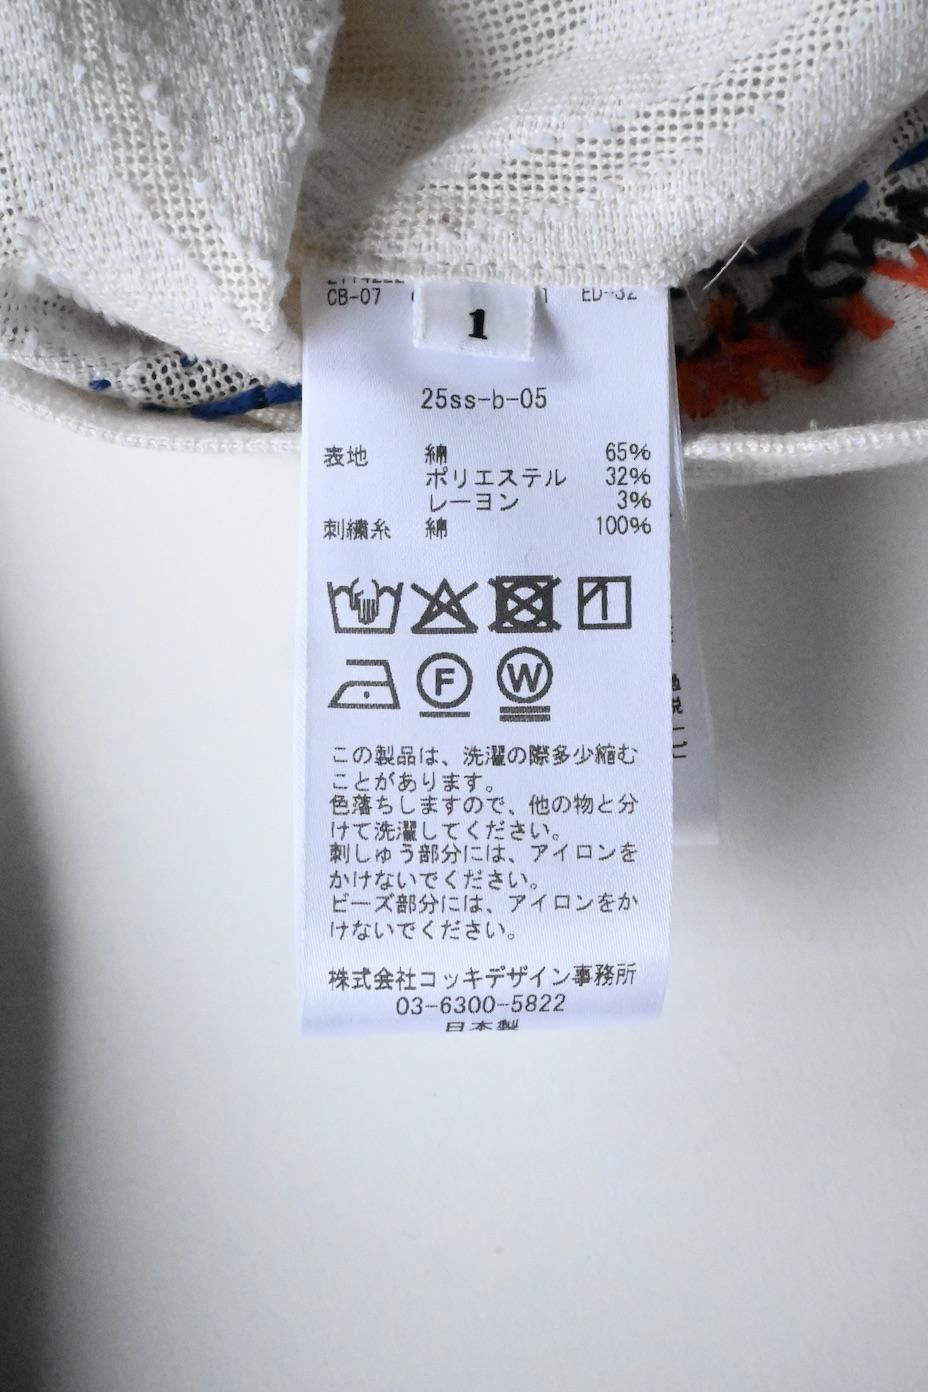 CB-07 ED-32
1
25ss-b-05
表地 綿 65%
ポリエステル 32%
レーヨン 3%
刺繍糸 綿 100%
F W
この製品は、洗濯の際多少縮む
ことがあります。
色落ちしますので、他の物と分
けて洗濯してください。
刺しゅう部分には、アイロンを
かけないでください。
ビーズ部分には、アイロンをか
けないでください。
株式会社コッキデザイン事務所
03-6300-5822
日本製